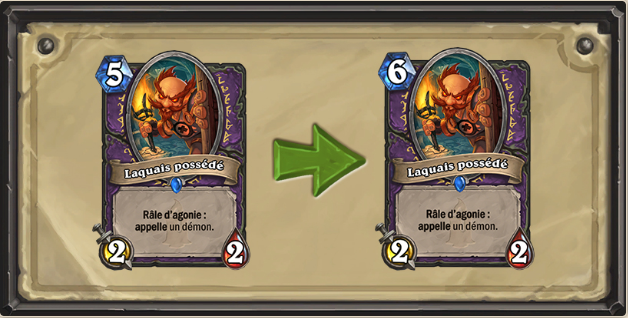 5
Laquais possédé
Râle d'agonie :
appelle un démon.
2 2
6
Laquais possédé
Râle d'agonie :
appelle un démon.
2 2